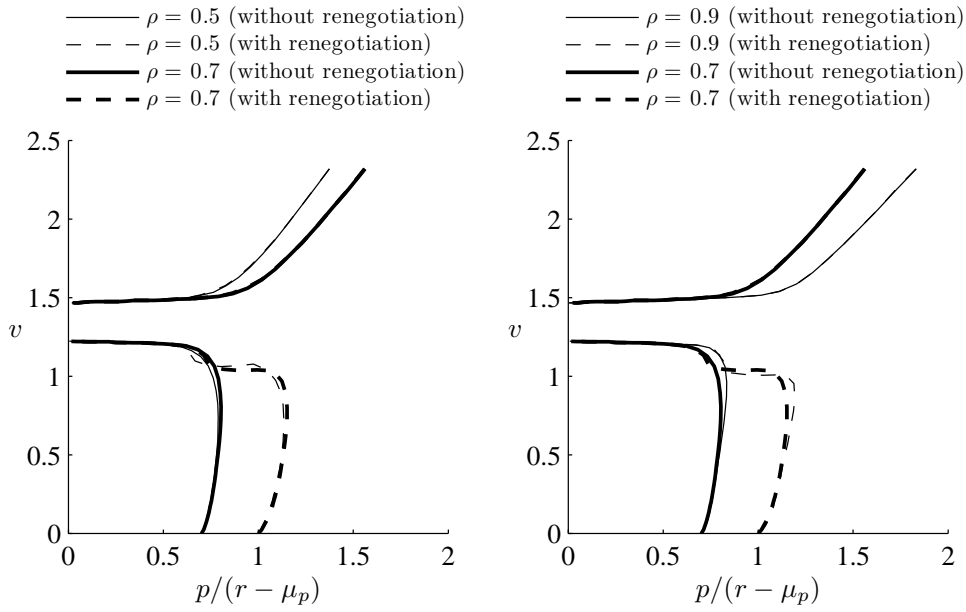 ρ = 0.5 (without renegotiation)
ρ = 0.5 (with renegotiation)
ρ = 0.7 (without renegotiation)
ρ = 0.7 (with renegotiation)
2.5
2
1.5
v
1
0.5
0
0 0.5 1 1.5 2
p/(r − μ_p)
ρ = 0.9 (without renegotiation)
ρ = 0.9 (with renegotiation)
ρ = 0.7 (without renegotiation)
ρ = 0.7 (with renegotiation)
2.5
2
1.5
v
1
0.5
0
0 0.5 1 1.5 2
p/(r − μ_p)